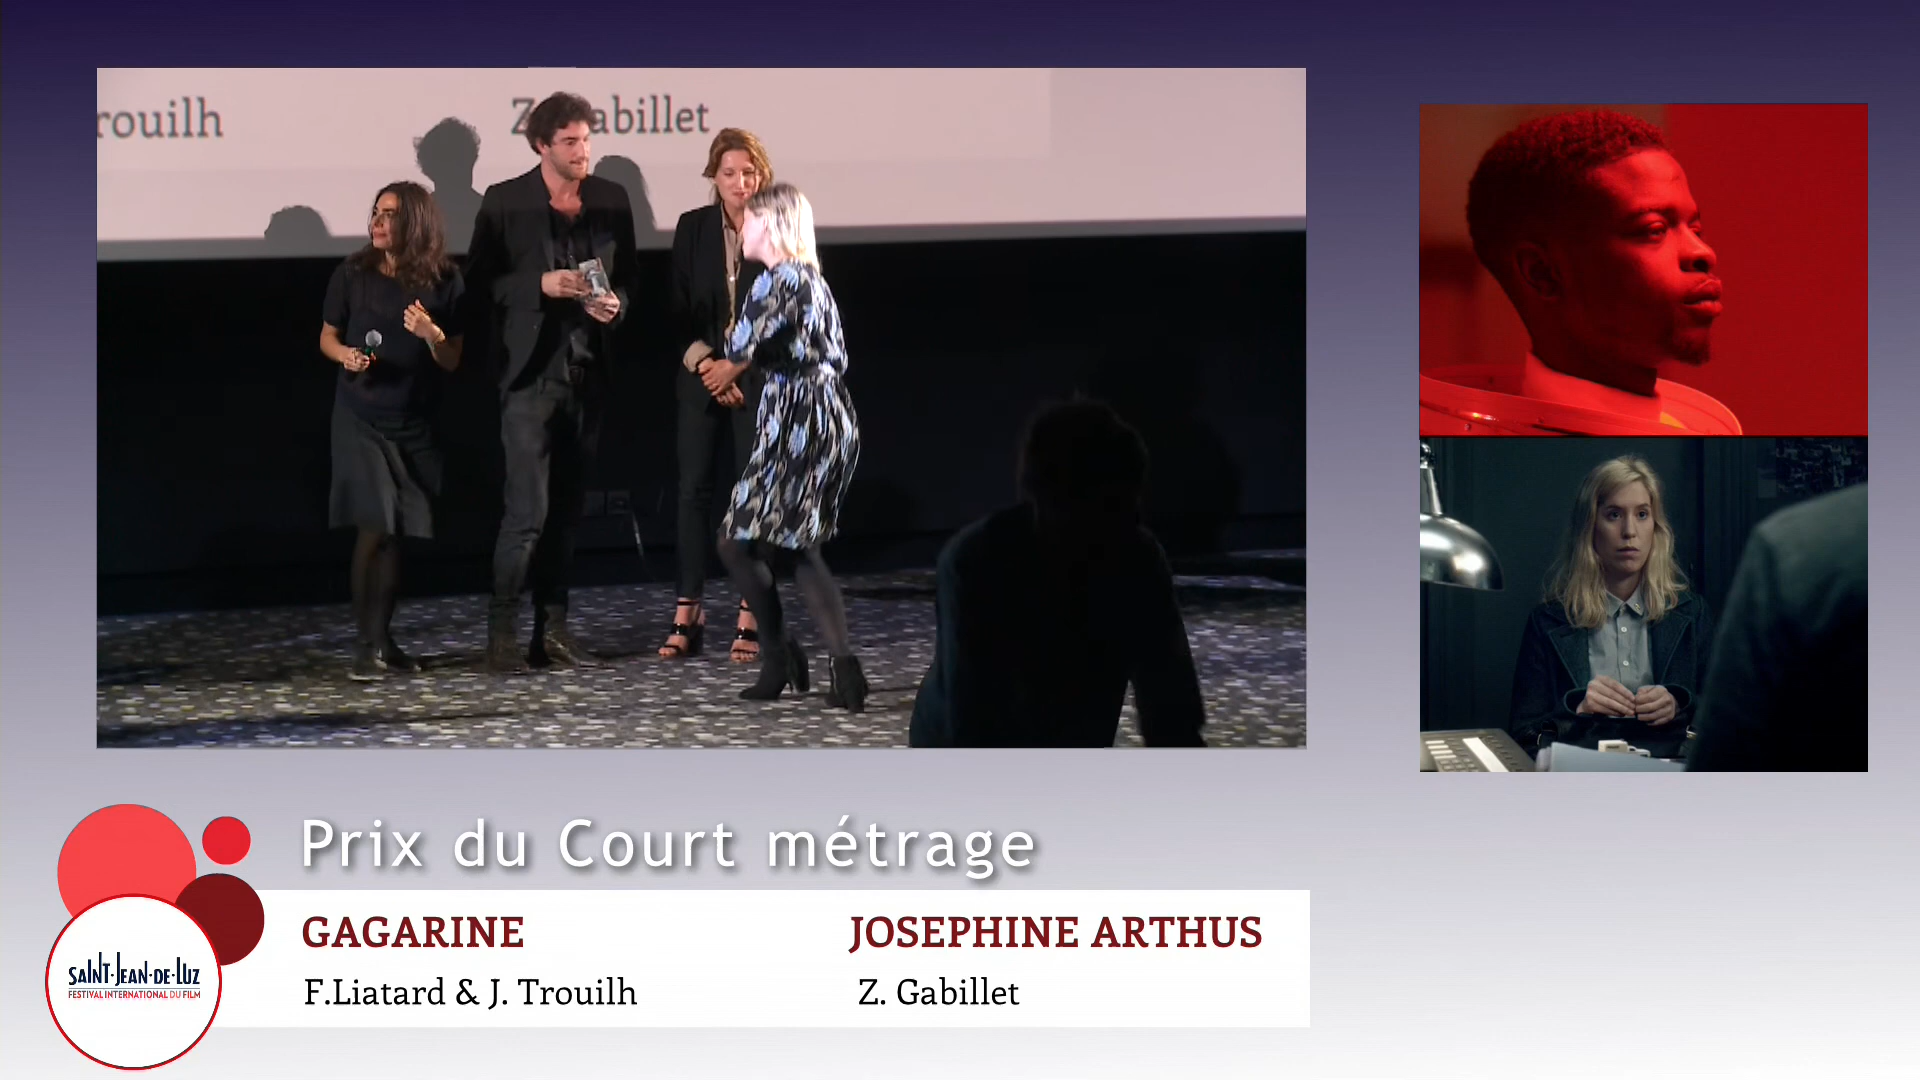 rouilh
Z. Gabillet
Prix du Court métrage
GAGARINE
JOSEPHINE ARTHUS
F.Liatard & J. Trouilh
Z. Gabillet
SAINT·JEAN·DE·LUZ
FESTIVAL INTERNATIONAL DU FILM